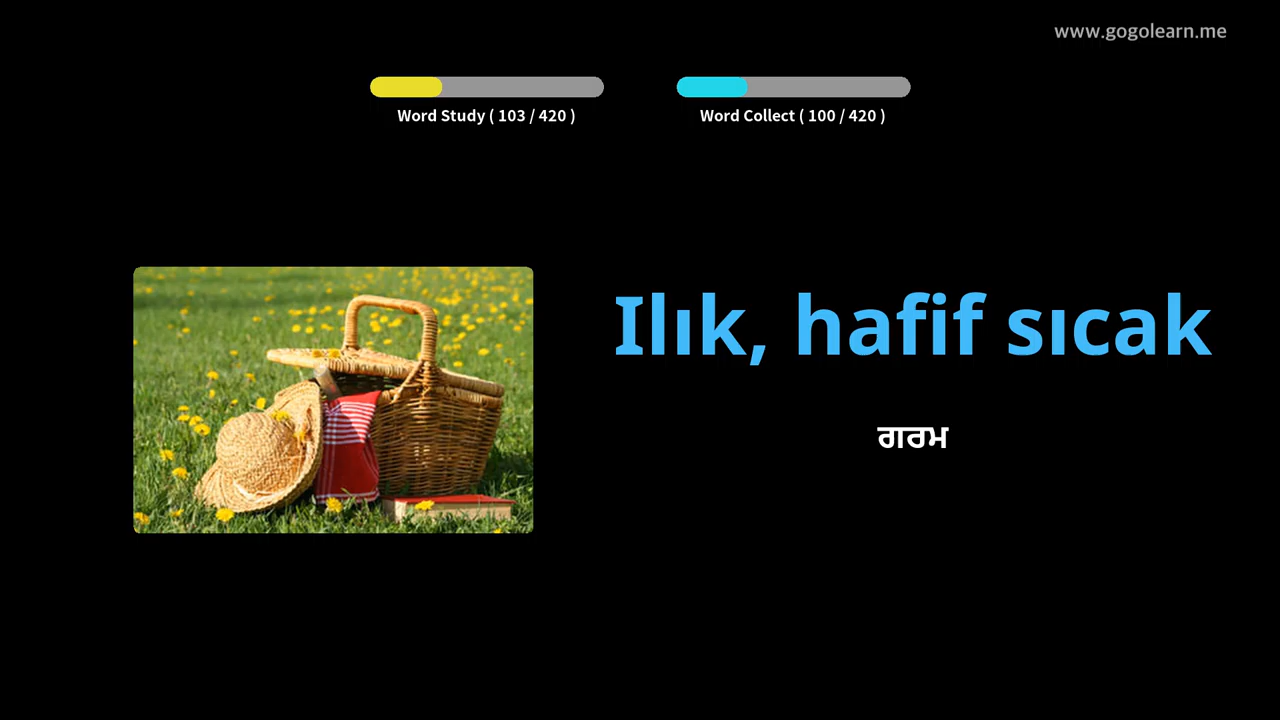 www.gogolearn.me
Word Study ( 103 / 420 )
Word Collect ( 100 / 420 )
Ilık, hafif sıcak
ਗਰਮ